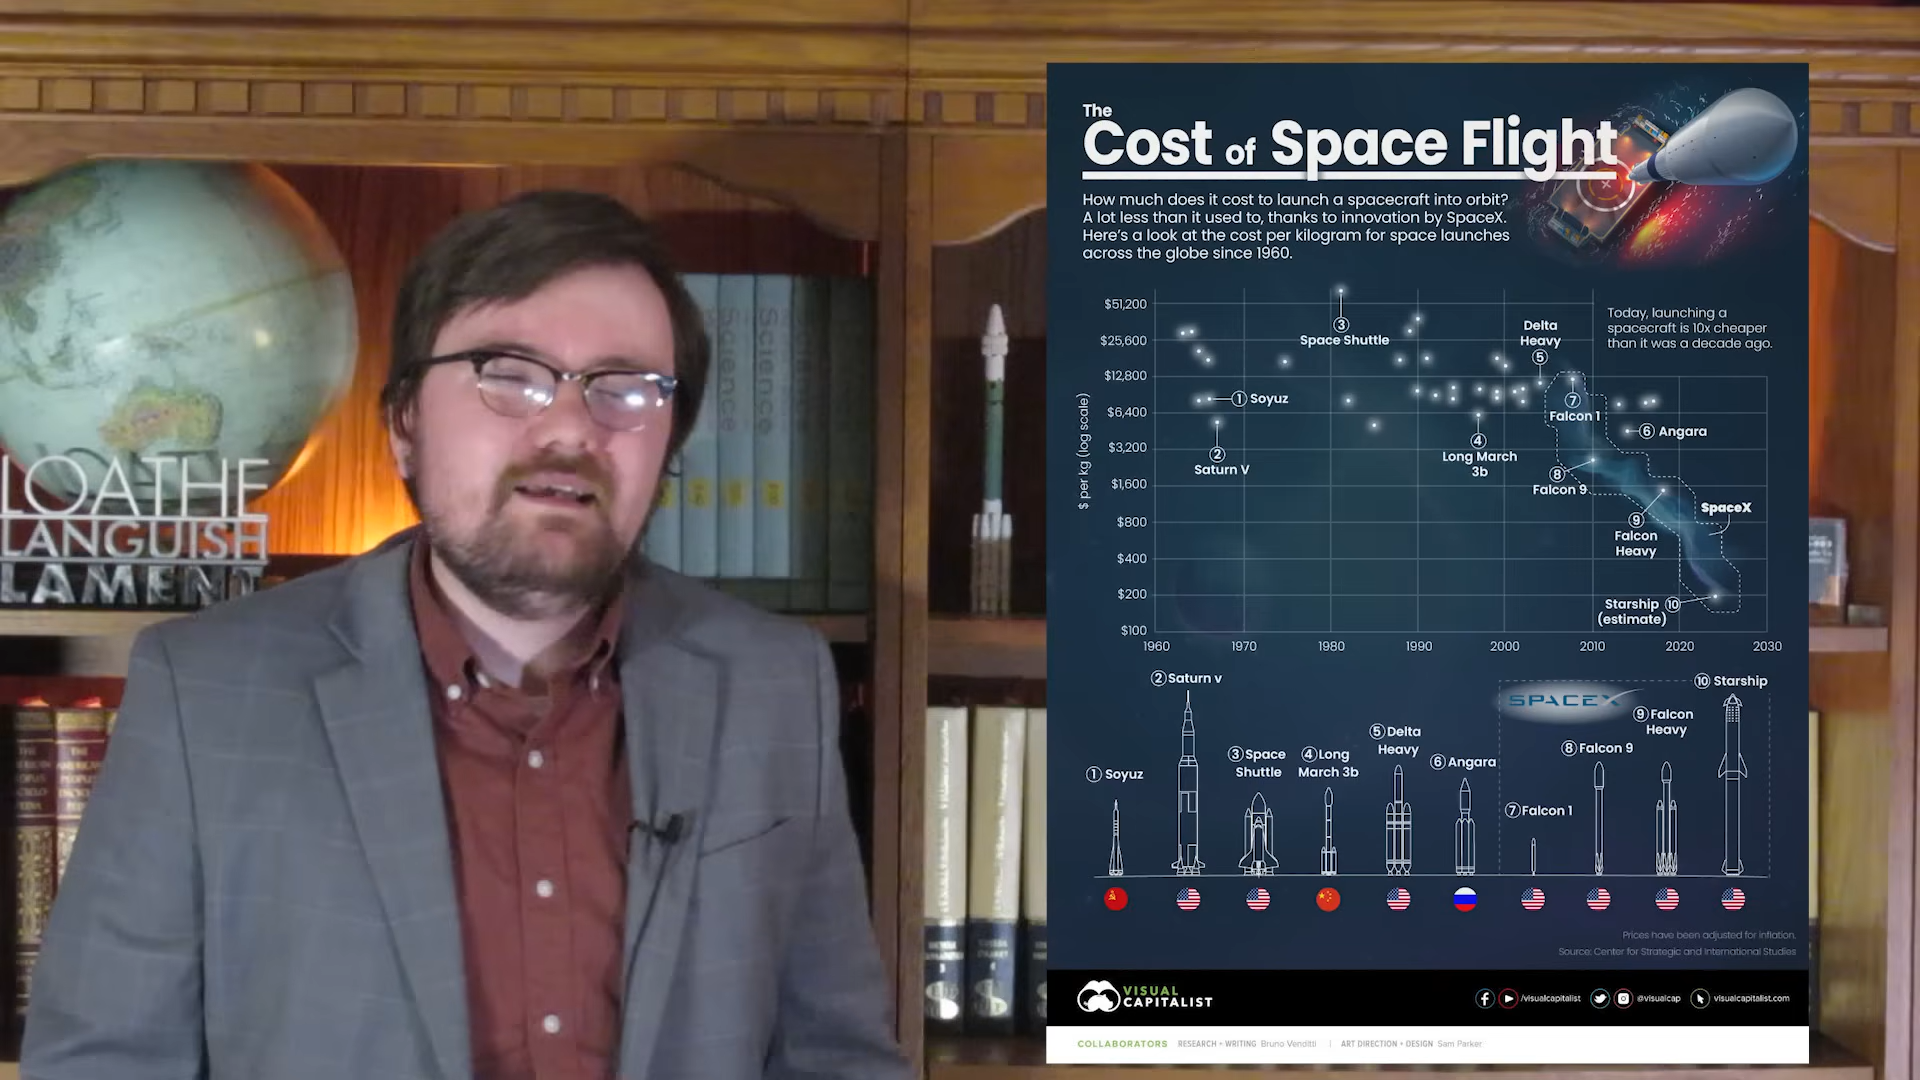 The
Cost of Space Flight
How much does it cost to launch a spacecraft into orbit?
A lot less than it used to, thanks to innovation by SpaceX.
Here's a look at the cost per kilogram for space launches
across the globe since 1960.
$ per kg (log scale)
$51,200
$25,600
$12,800
$6,400
$3,200
$1,600
$800
$400
$200
$100
1960
1970
1980
1990
2000
2010
2020
2030
Today, launching a
spacecraft is 10x cheaper
than it was a decade ago.
3
Space Shuttle
Delta
Heavy
5
1 Soyuz
7
Falcon 1
2
Saturn V
4
Long March
3b
6 Angara
8
Falcon 9
9
Falcon
Heavy
SpaceX
Starship 10
(estimate)
1 Soyuz
2 Saturn v
3 Space
Shuttle
4 Long
March 3b
5 Delta
Heavy
6 Angara
SPACEX
7 Falcon 1
8 Falcon 9
9 Falcon
Heavy
10 Starship
Prices have been adjusted for inflation.
Source: Center for Strategic and International Studies
VISUAL
CAPITALIST
/visualcapitalist
@visualcap
visualcapitalist.com
COLLABORATORS RESEARCH + WRITING Bruno Venditti | ART DIRECTION + DESIGN Sam Parker
LOATHE
LANGUISH
LAMENT
Science
Science